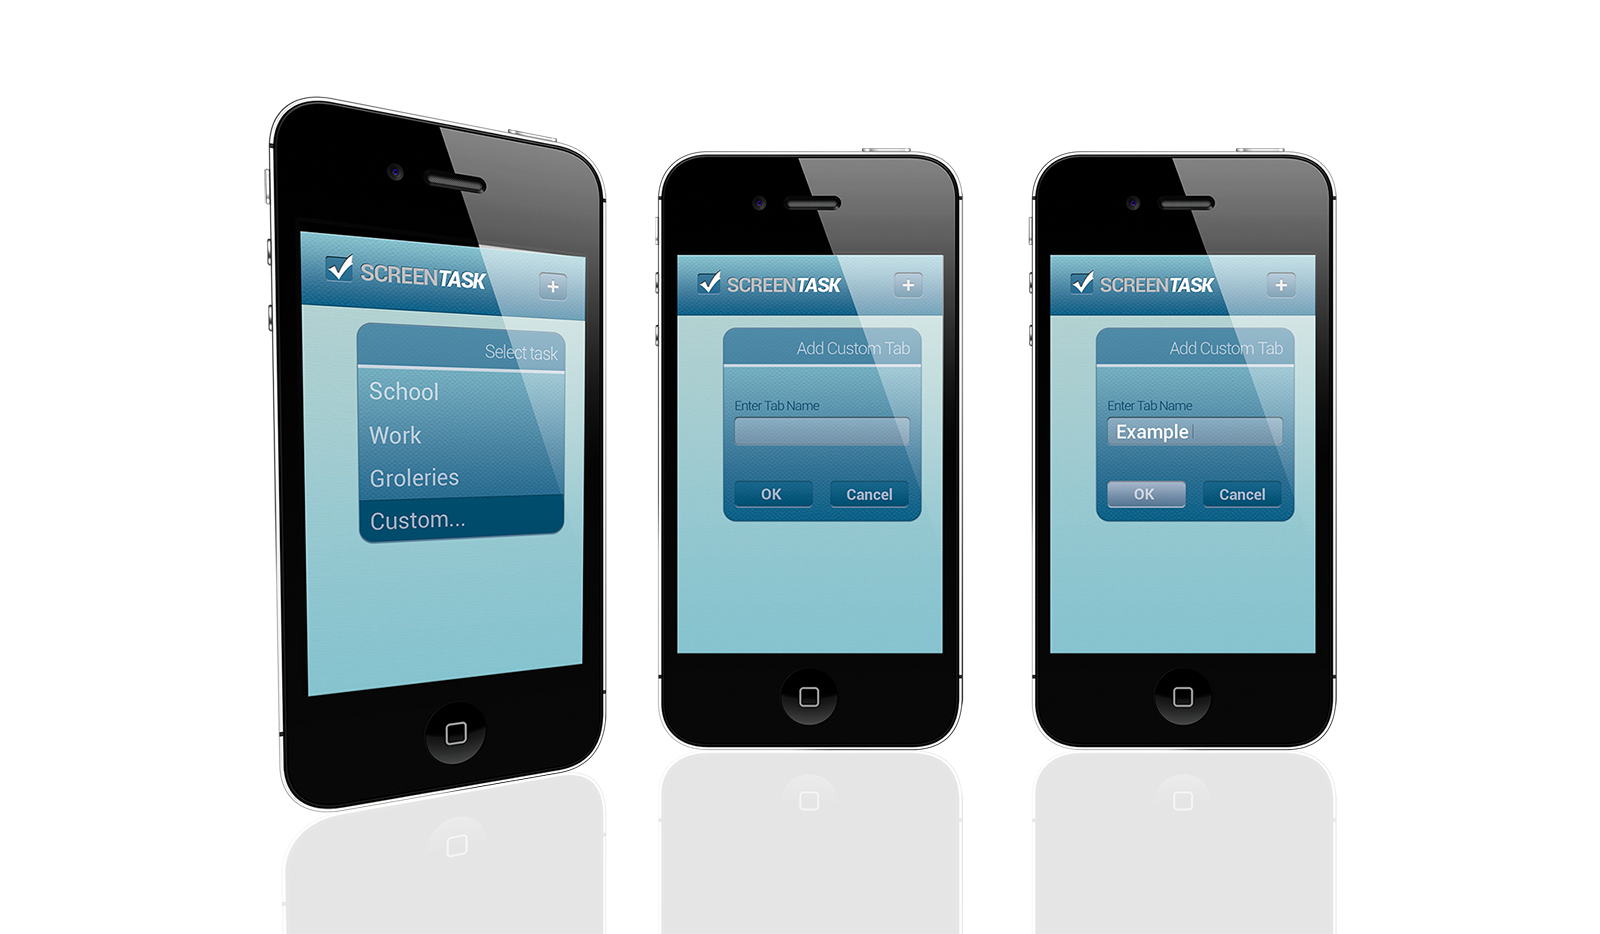 SCREENTASK
+
Select task
School
Work
Groleries
Custom...
SCREENTASK
+
Add Custom Tab
Enter Tab Name
OK Cancel
SCREENTASK
+
Add Custom Tab
Enter Tab Name
Example
OK Cancel